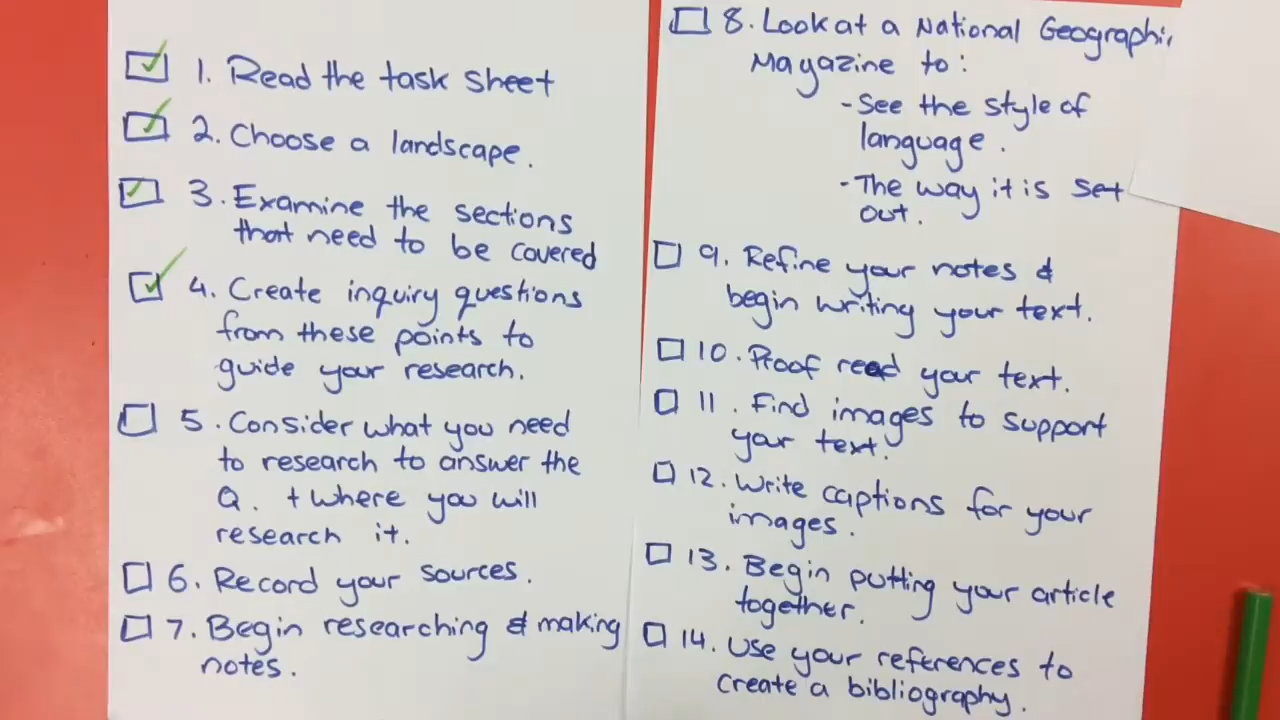 1. Read the task sheet
2. Choose a landscape.
3. Examine the sections
that need to be covered
4. Create inquiry questions
from these points to
guide your research.
5. Consider what you need
to research to answer the
Q. + where you will
research it.
6. Record your sources.
7. Begin researching & making
notes.
8. Look at a National Geographic
Magazine to:
- See the style of
language.
- The way it is set
out.
9. Refine your notes &
begin writing your text.
10. Proof read your text.
11. Find images to support
your text.
12. Write captions for your
images.
13. Begin putting your article
together.
14. Use your references to
create a bibliography.